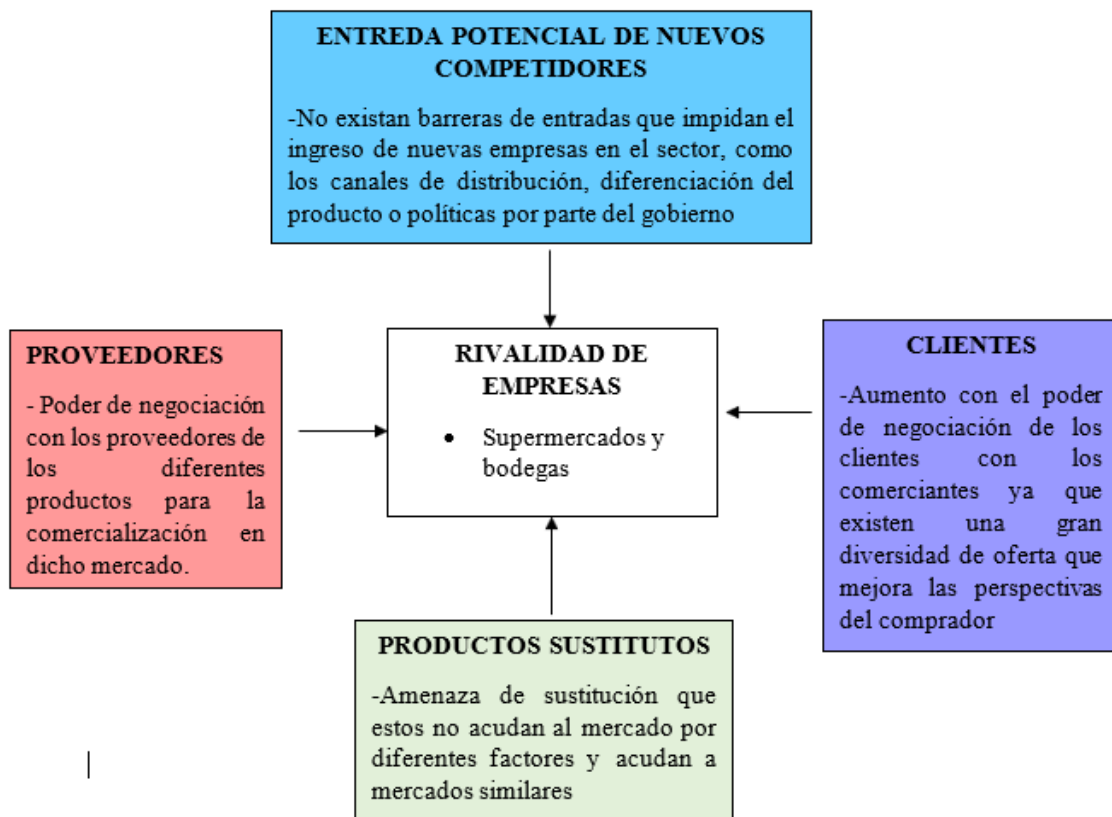 ENTREDA POTENCIAL DE NUEVOS
COMPETIDORES
-No existan barreras de entradas que impidan el
ingreso de nuevas empresas en el sector, como
los canales de distribución, diferenciación del
producto o políticas por parte del gobierno
PROVEEDORES
- Poder de negociación
con los proveedores de
los diferentes
productos para la
comercialización en
dicho mercado.
RIVALIDAD DE
EMPRESAS
• Supermercados y
bodegas
CLIENTES
-Aumento con el poder
de negociación de los
clientes con los
comerciantes ya que
existen una gran
diversidad de oferta que
mejora las perspectivas
del comprador
PRODUCTOS SUSTITUTOS
-Amenaza de sustitución que
estos no acudan al mercado por
diferentes factores y acudan a
mercados similares